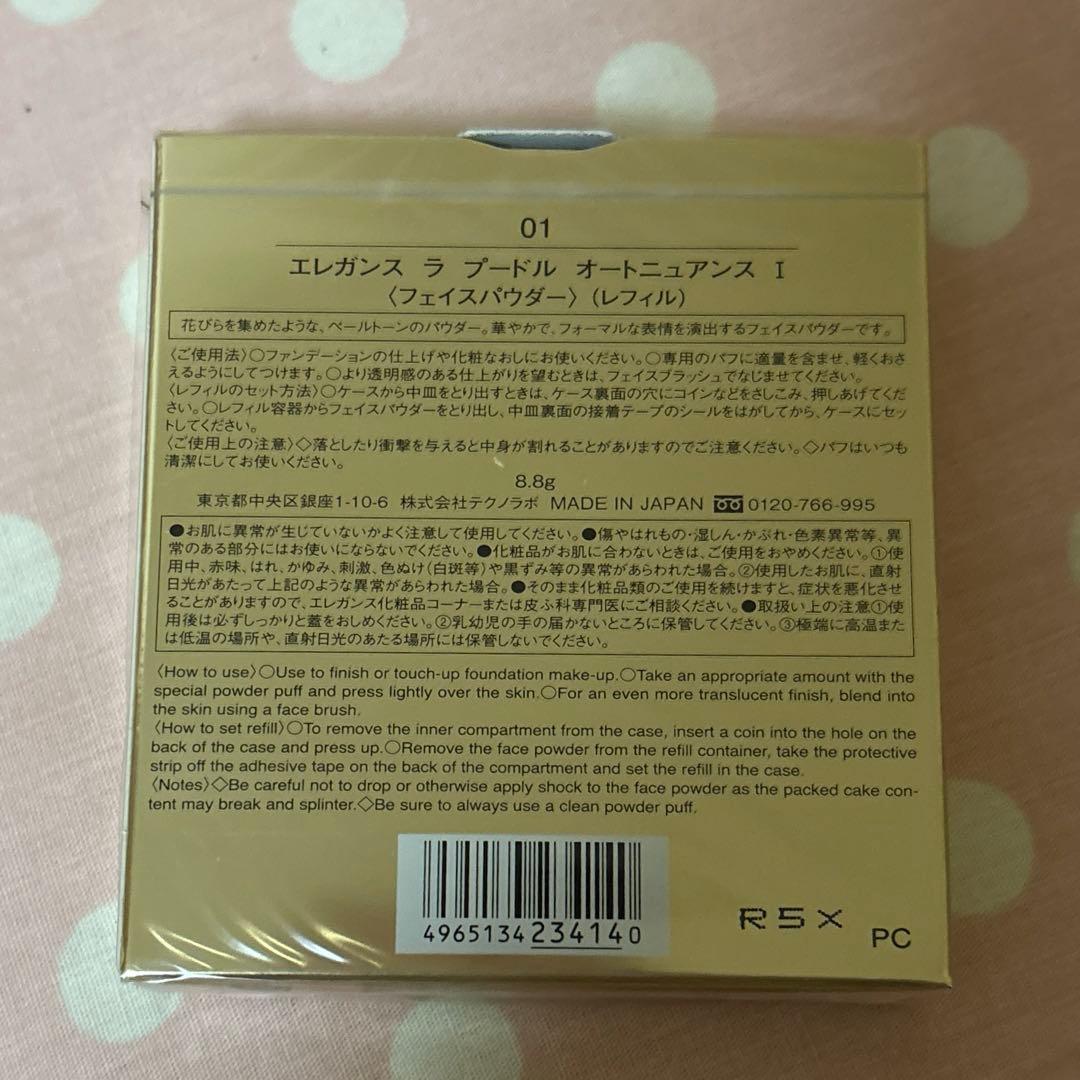 01
エレガンス ラ プードル オートニュアンス I
〈フェイスパウダー〉(レフィル)
花びらを集めたような、ペールトーンのパウダー。華やかで、フォーマルな表情を演出するフェイスパウダーです。
〈ご使用法〉○ファンデーションの仕上げや化粧なおしにお使いください。○専用のパフに適量を含ませ、軽くおさ
えるようにしてつけます。○より透明感のある仕上がりを望むときは、フェイスブラッシュでなじませてください。
〈レフィルのセット方法〉○ケースから中皿をとり出すときは、ケース裏面の穴にコインなどをさしこみ、押しあげてくだ
さい。○レフィル容器からフェイスパウダーをとり出し、中皿裏面の接着テープのシールをはがしてから、ケースにセッ
トしてください。
〈ご使用上の注意〉◇落としたり衝撃を与えると中身が割れることがありますのでご注意ください。◇パフはいつも
清潔にしてお使いください。
8.8g
東京都中央区銀座1-10-6 株式会社テクノラボ MADE IN JAPAN 0120-766-995
●お肌に異常が生じていないかよく注意して使用してください。●傷やはれもの・湿しん・かぶれ・色素異常等、異
常のある部分にはお使いにならないでください。●化粧品がお肌に合わないときは、ご使用をおやめください。①使
用中、赤味、はれ、かゆみ、刺激、色ぬけ(白斑等)や黒ずみ等の異常があらわれた場合。②使用したお肌に、直射
日光があたって上記のような異常があらわれた場合。●そのまま化粧品類のご使用を続けますと、症状を悪化させ
ることがありますので、エレガンス化粧品コーナーまたは皮ふ科専門医にご相談ください。●取扱い上の注意①使
用後は必ずしっかりと蓋をおしめください。②乳幼児の手の届かないところに保管してください。③極端に高温また
は低温の場所や、直射日光のあたる場所には保管しないでください。
〈How to use〉○Use to finish or touch-up foundation make-up.○Take an appropriate amount with the
special powder puff and press lightly over the skin.○For an even more translucent finish, blend into
the skin using a face brush.
〈How to set refill〉○To remove the inner compartment from the case, insert a coin into the hole on the
back of the case and press up.○Remove the face powder from the refill container, take the protective
strip off the adhesive tape on the back of the compartment and set the refill in the case.
〈Notes〉◇Be careful not to drop or otherwise apply shock to the face powder as the packed cake con-
tent may break and splinter.◇Be sure to always use a clean powder puff.
4965134234140
R5X
PC